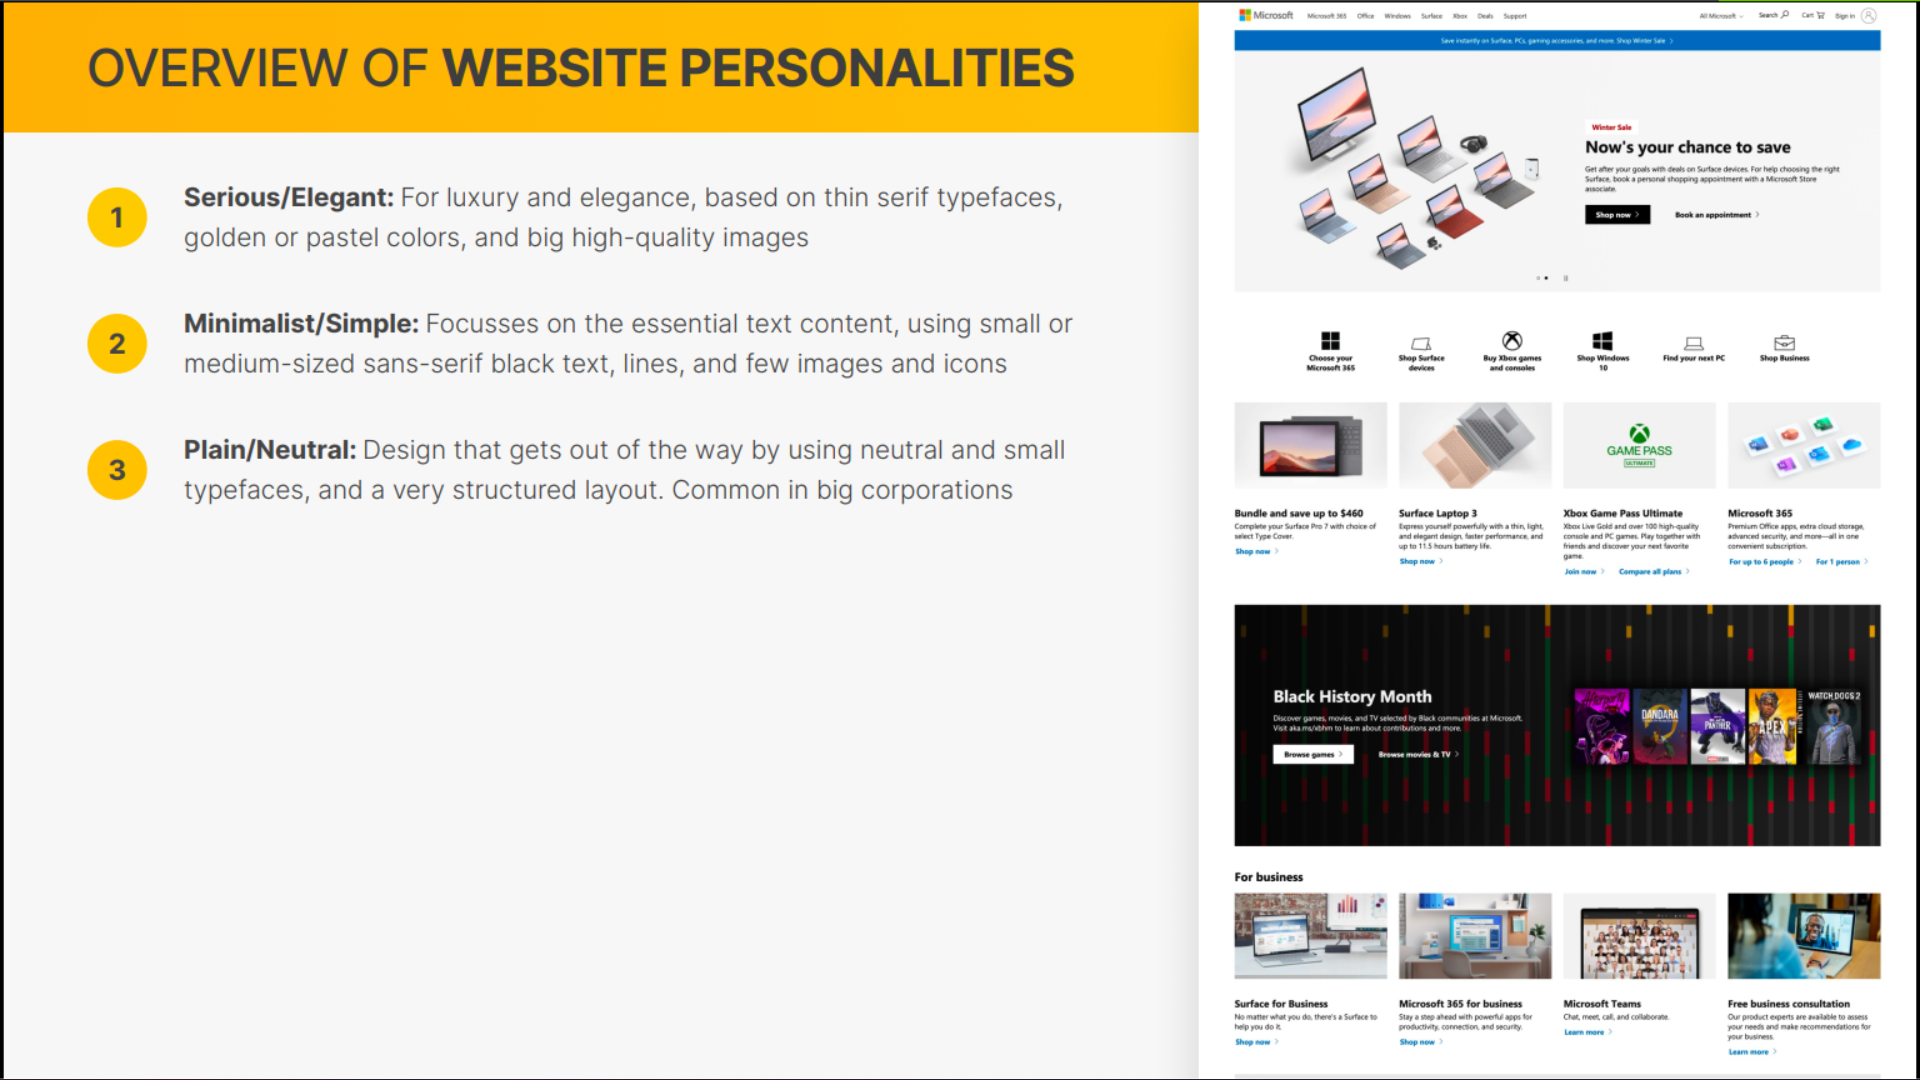 OVERVIEW OF WEBSITE PERSONALITIES
1
Serious/Elegant: For luxury and elegance, based on thin serif typefaces,
golden or pastel colors, and big high-quality images
2
Minimalist/Simple: Focusses on the essential text content, using small or
medium-sized sans-serif black text, lines, and few images and icons
3
Plain/Neutral: Design that gets out of the way by using neutral and small
typefaces, and a very structured layout. Common in big corporations
Microsoft Microsoft 365 Office Windows Surface Xbox Deals Support All Microsoft Search Cart Sign in
Save instantly on Surface, PCs, gaming accessories, and more. Shop Winter Sale
Winter Sale
Now's your chance to save
Get after your goals with deals on Surface devices. For help choosing the right
Surface, book a personal shopping appointment with a Microsoft Store
associate.
Shop now Book an appointment
Choose your
Microsoft 365
Shop Surface
devices
Buy Xbox games
and consoles
Shop Windows
10
Find your next PC
Shop Business
GAME PASS
ULTIMATE
Bundle and save up to $460
Complete your Surface Pro 7 with choice of
select Type Cover.
Shop now
Surface Laptop 3
Express yourself powerfully with a thin, light,
and elegant design, faster performance, and
up to 11.5 hours battery life.
Shop now
Xbox Game Pass Ultimate
Xbox Live Gold and over 100 high-quality
console and PC games. Play together with
friends and discover your next favorite
game.
Join now Compare all plans
Microsoft 365
Premium Office apps, extra cloud storage,
advanced security, and more—all in one
convenient subscription.
For up to 6 people For 1 person
Black History Month
Discover games, movies, and TV selected by Black communities at Microsoft.
Visit aka.ms/xbhm to learn about contributions and more.
Browse games Browse movies & TV
DANDARA
PANTHER
APEX
WATCH DOGS 2
For business
Surface for Business
No matter what you do, there's a Surface to
help you do it.
Shop now
Microsoft 365 for business
Stay a step ahead with powerful apps for
productivity, connection, and security.
Shop now
Microsoft Teams
Chat, meet, call, and collaborate.
Learn more
Free business consultation
Our product experts are available to assess
your needs and make recommendations for
your business.
Learn more